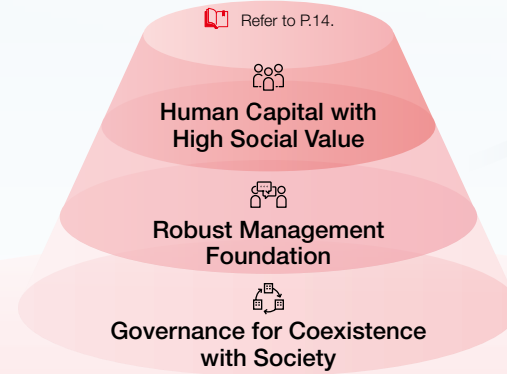 Refer to P.14.
Human Capital with
High Social Value
Robust Management
Foundation
Governance for Coexistence
with Society